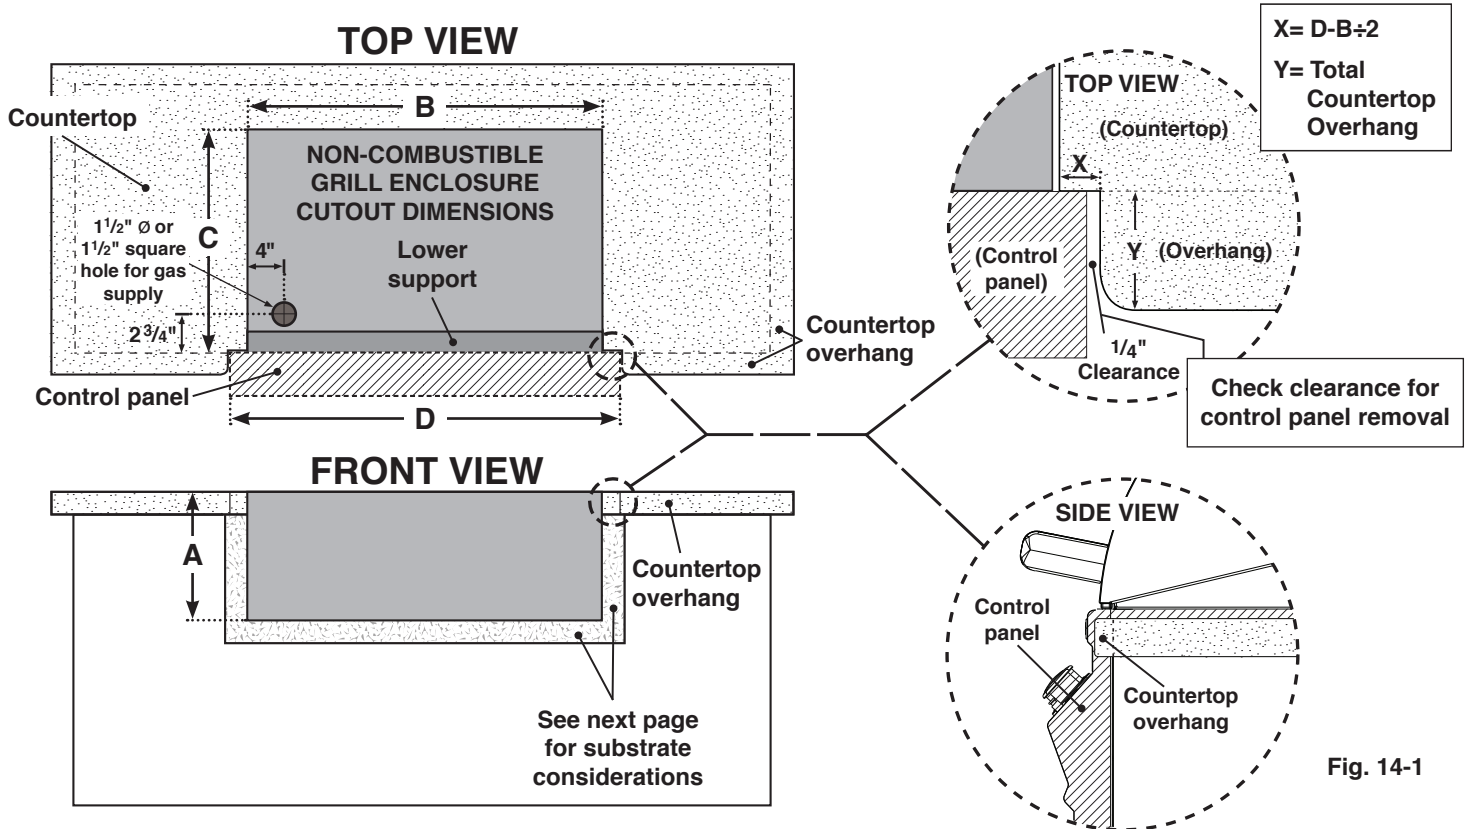 TOP VIEW
Countertop
B
NON-COMBUSTIBLE
GRILL ENCLOSURE
CUTOUT DIMENSIONS
C
1 1/2" Ø or
1 1/2" square
hole for gas
supply
4"
Lower
support
2 3/4"
Countertop
overhang
Control panel
D
TOP VIEW
(Countertop)
X
(Control
panel)
Y
(Overhang)
1/4"
Clearance
X= D-B÷2
Y= Total
Countertop
Overhang
Check clearance for
control panel removal
FRONT VIEW
A
Countertop
overhang
See next page
for substrate
considerations
SIDE VIEW
Control
panel
Countertop
overhang
Fig. 14-1